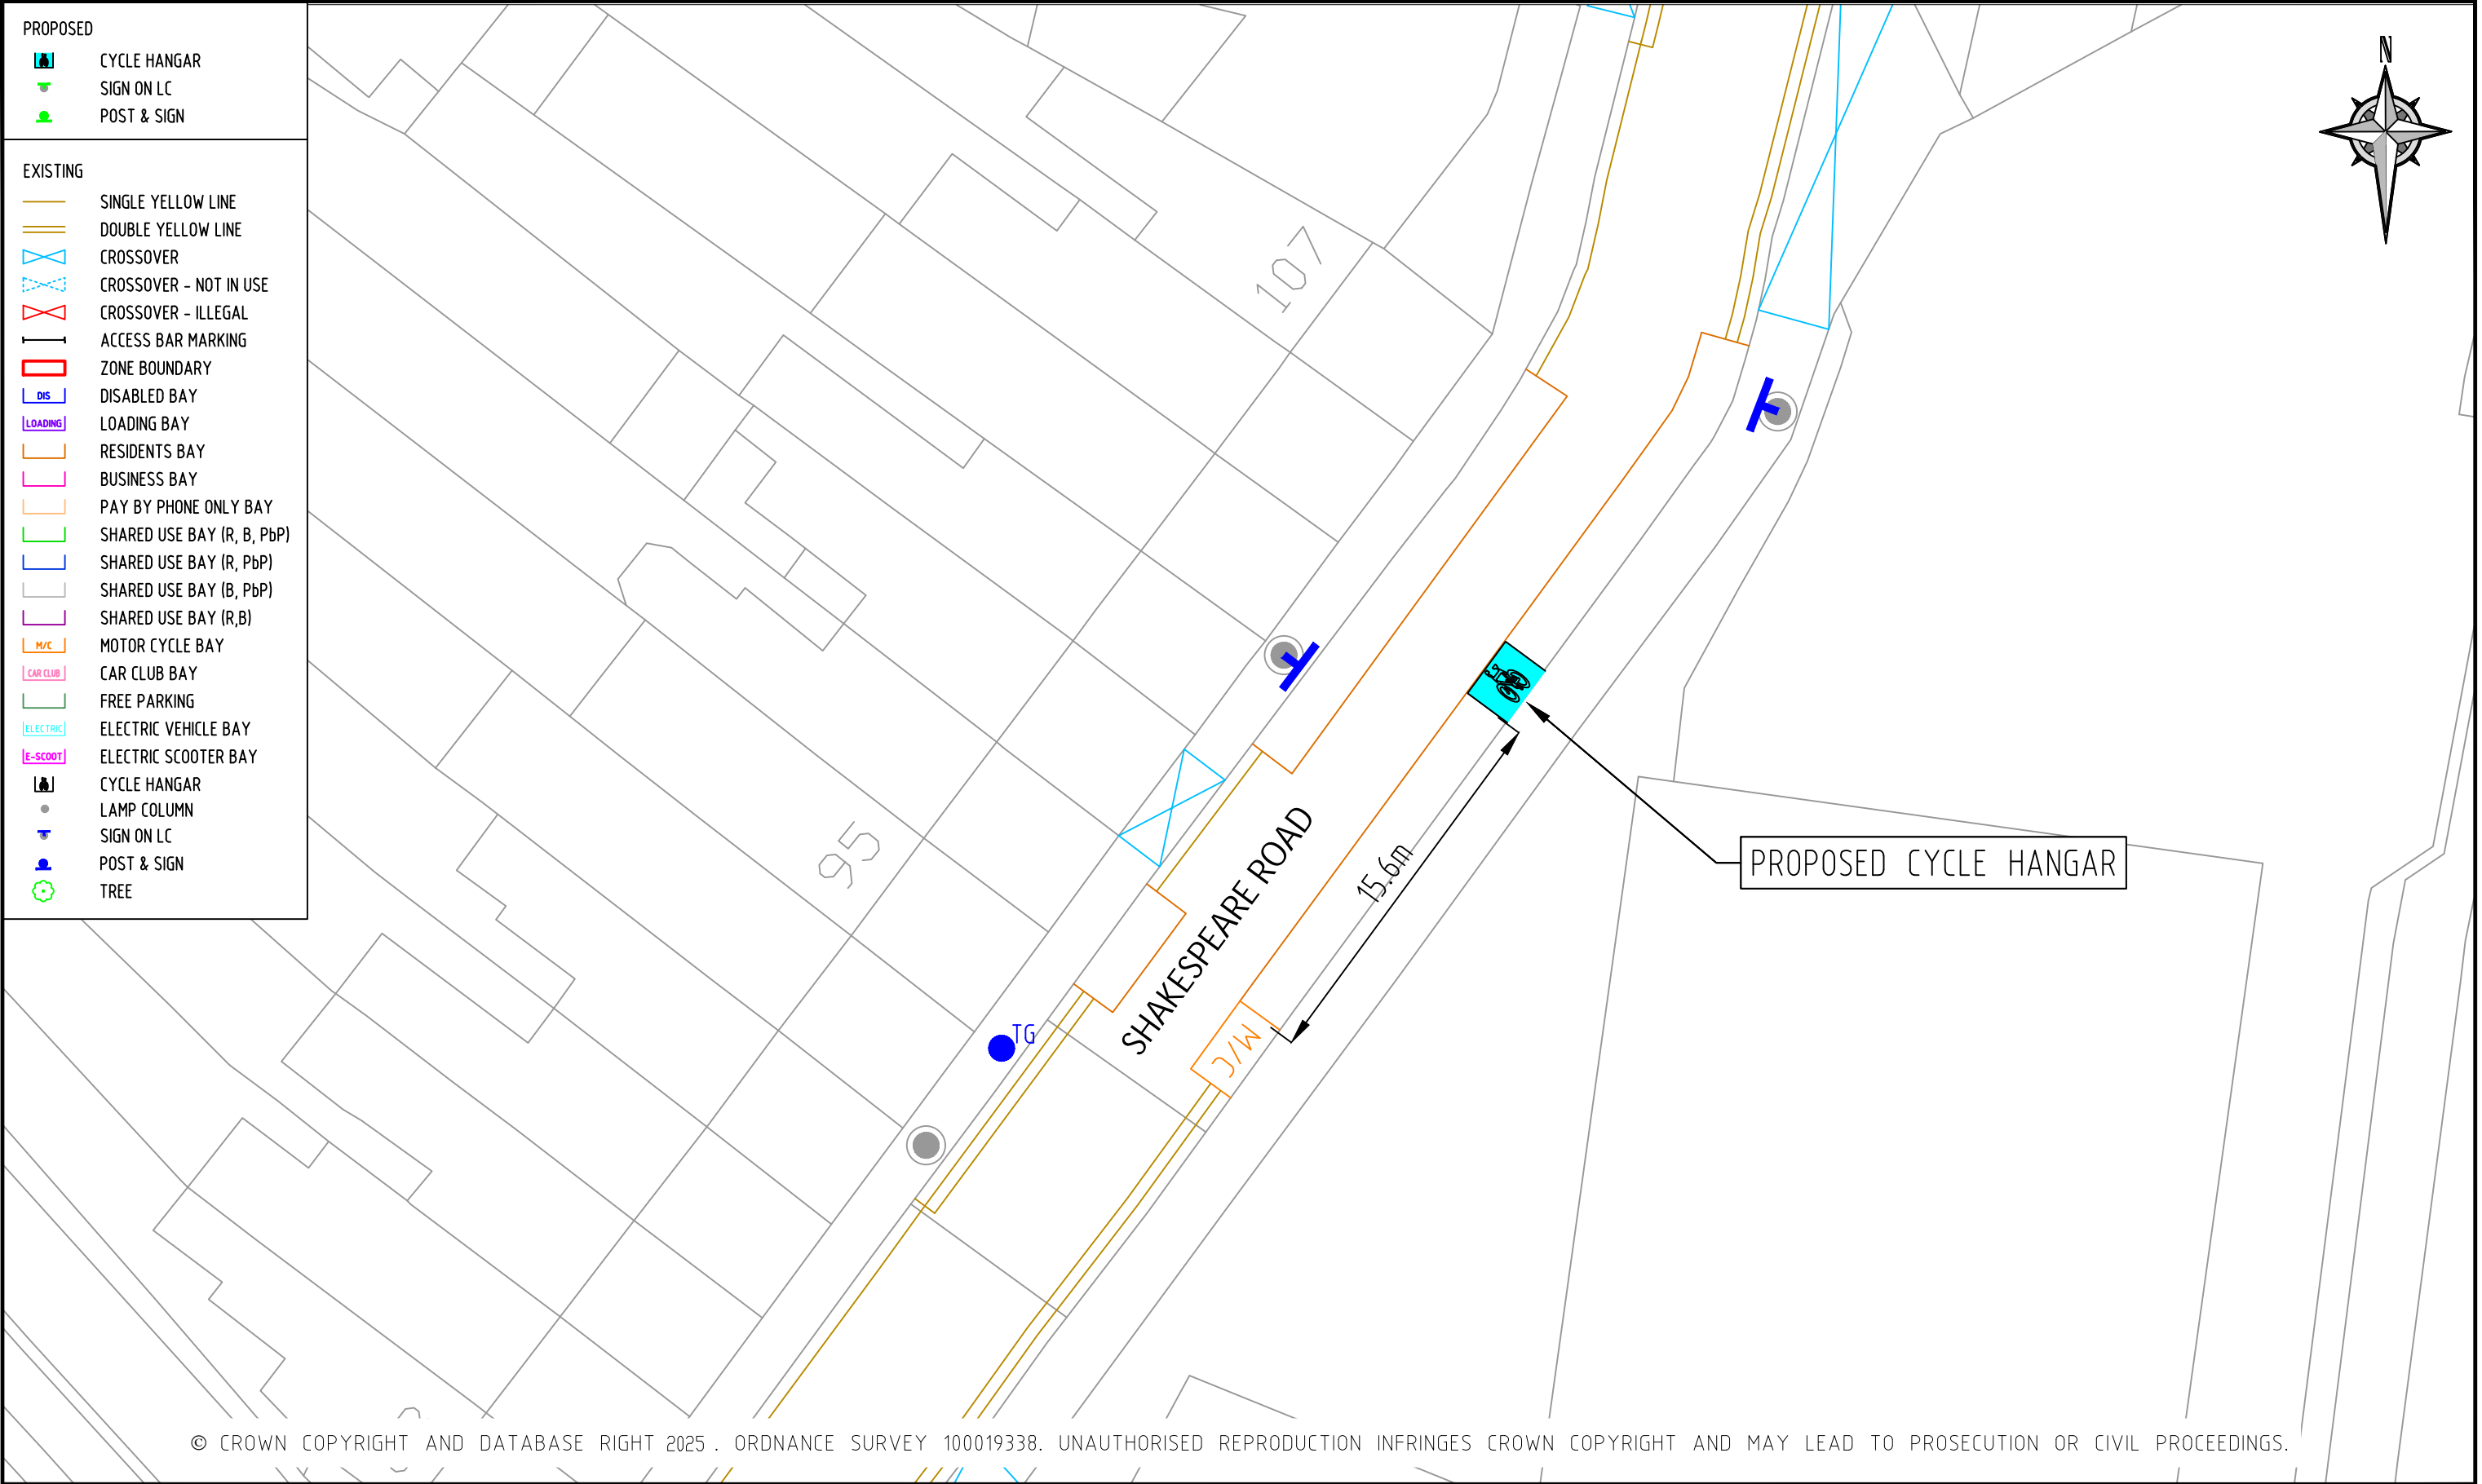 PROPOSED
CYCLE HANGAR
SIGN ON LC
POST & SIGN
EXISTING
SINGLE YELLOW LINE
DOUBLE YELLOW LINE
CROSSOVER
CROSSOVER - NOT IN USE
CROSSOVER - ILLEGAL
ACCESS BAR MARKING
ZONE BOUNDARY
DIS DISABLED BAY
LOADING LOADING BAY
RESIDENTS BAY
BUSINESS BAY
PAY BY PHONE ONLY BAY
SHARED USE BAY (R, B, PbP)
SHARED USE BAY (R, PbP)
SHARED USE BAY (B, PbP)
SHARED USE BAY (R,B)
M/C MOTOR CYCLE BAY
CAR CLUB CAR CLUB BAY
FREE PARKING
ELECTRIC ELECTRIC VEHICLE BAY
E-SCOOT ELECTRIC SCOOTER BAY
CYCLE HANGAR
LAMP COLUMN
SIGN ON LC
POST & SIGN
TREE
N
107
95
SHAKESPEARE ROAD
15.6m
PROPOSED CYCLE HANGAR
TG
M/C
© CROWN COPYRIGHT AND DATABASE RIGHT 2025 . ORDNANCE SURVEY 100019338. UNAUTHORISED REPRODUCTION INFRINGES CROWN COPYRIGHT AND MAY LEAD TO PROSECUTION OR CIVIL PROCEEDINGS.